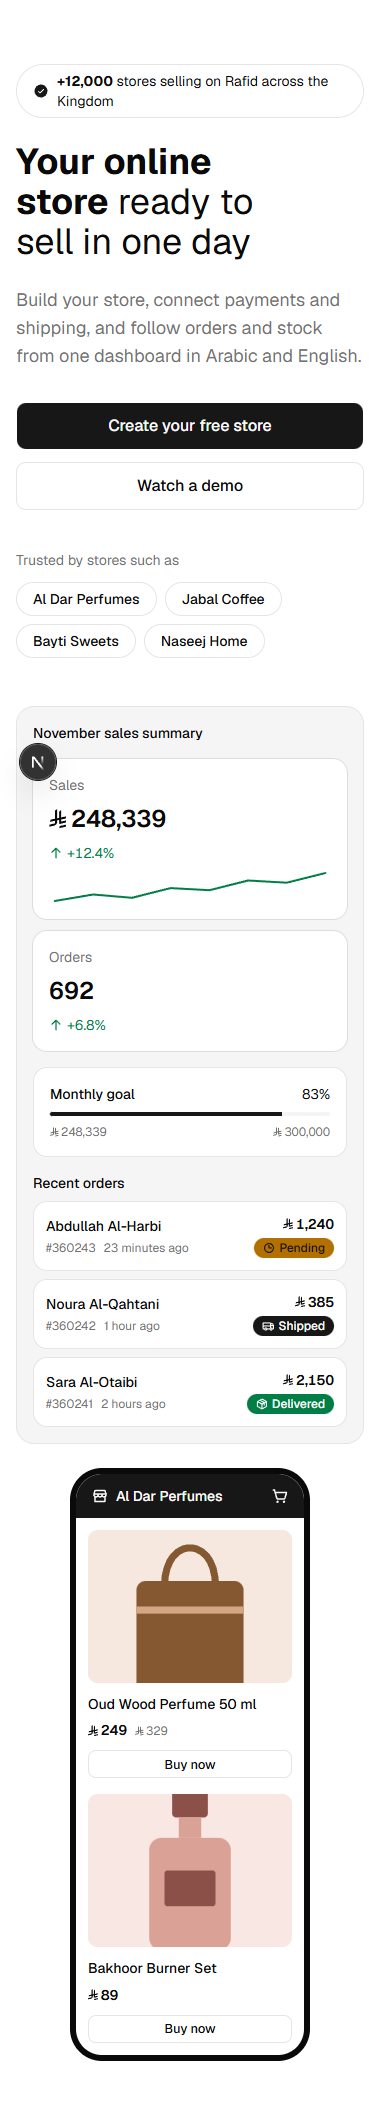 +12,000 stores selling on Rafid across the
Kingdom
Your online
store ready to
sell in one day
Build your store, connect payments and
shipping, and follow orders and stock
from one dashboard in Arabic and English.
Create your free store
Watch a demo
Trusted by stores such as
Al Dar Perfumes
Jabal Coffee
Bayti Sweets
Naseej Home
November sales summary
N
Sales
⃁ 248,339
↑ +12.4%
Orders
692
↑ +6.8%
Monthly goal 83%
⃁ 248,339 ⃁ 300,000
Recent orders
Abdullah Al-Harbi ⃁ 1,240
#360243 23 minutes ago Pending
Noura Al-Qahtani ⃁ 385
#360242 1 hour ago Shipped
Sara Al-Otaibi ⃁ 2,150
#360241 2 hours ago Delivered
Al Dar Perfumes
Oud Wood Perfume 50 ml
⃁ 249 ⃁ 329
Buy now
Bakhoor Burner Set
⃁ 89
Buy now